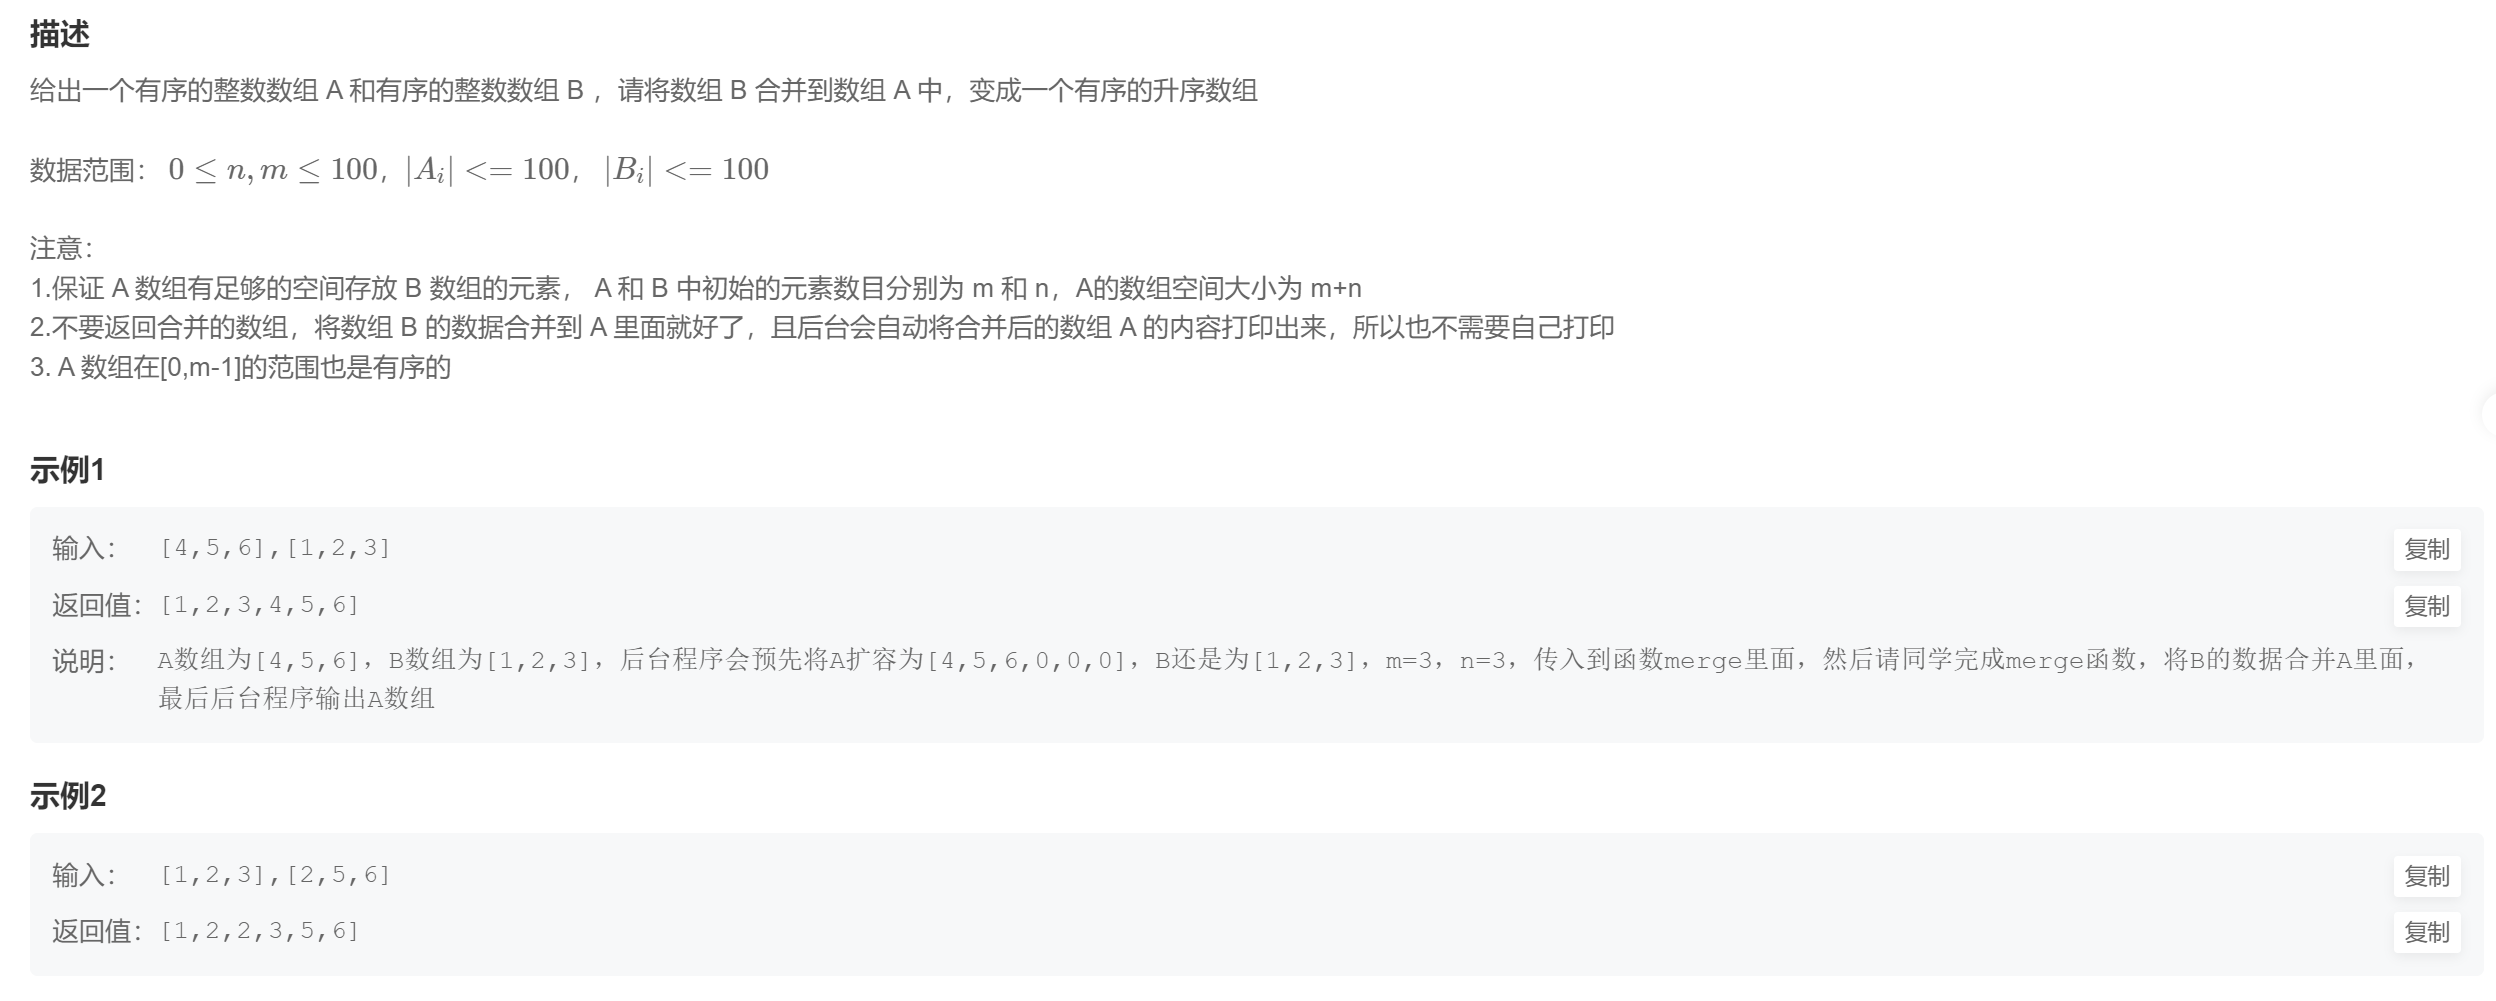 描述
给出一个有序的整数数组 A 和有序的整数数组 B ，请将数组 B 合并到数组 A 中，变成一个有序的升序数组
数据范围： 0 ≤ n, m ≤ 100，|A_i| <= 100， |B_i| <= 100
注意：
1.保证 A 数组有足够的空间存放 B 数组的元素， A 和 B 中初始的元素数目分别为 m 和 n，A的数组空间大小为 m+n
2.不要返回合并的数组，将数组 B 的数据合并到 A 里面就好了，且后台会自动将合并后的数组 A 的内容打印出来，所以也不需要自己打印
3. A 数组在[0,m-1]的范围也是有序的
示例1
输入： [4,5,6],[1,2,3] 复制
返回值： [1,2,3,4,5,6] 复制
说明： A数组为[4,5,6]，B数组为[1,2,3]，后台程序会预先将A扩容为[4,5,6,0,0,0]，B还是为[1,2,3]，m=3，n=3，传入到函数merge里面，然后请同学完成merge函数，将B的数据合并A里面，
最后后台程序输出A数组
示例2
输入： [1,2,3],[2,5,6] 复制
返回值： [1,2,2,3,5,6] 复制